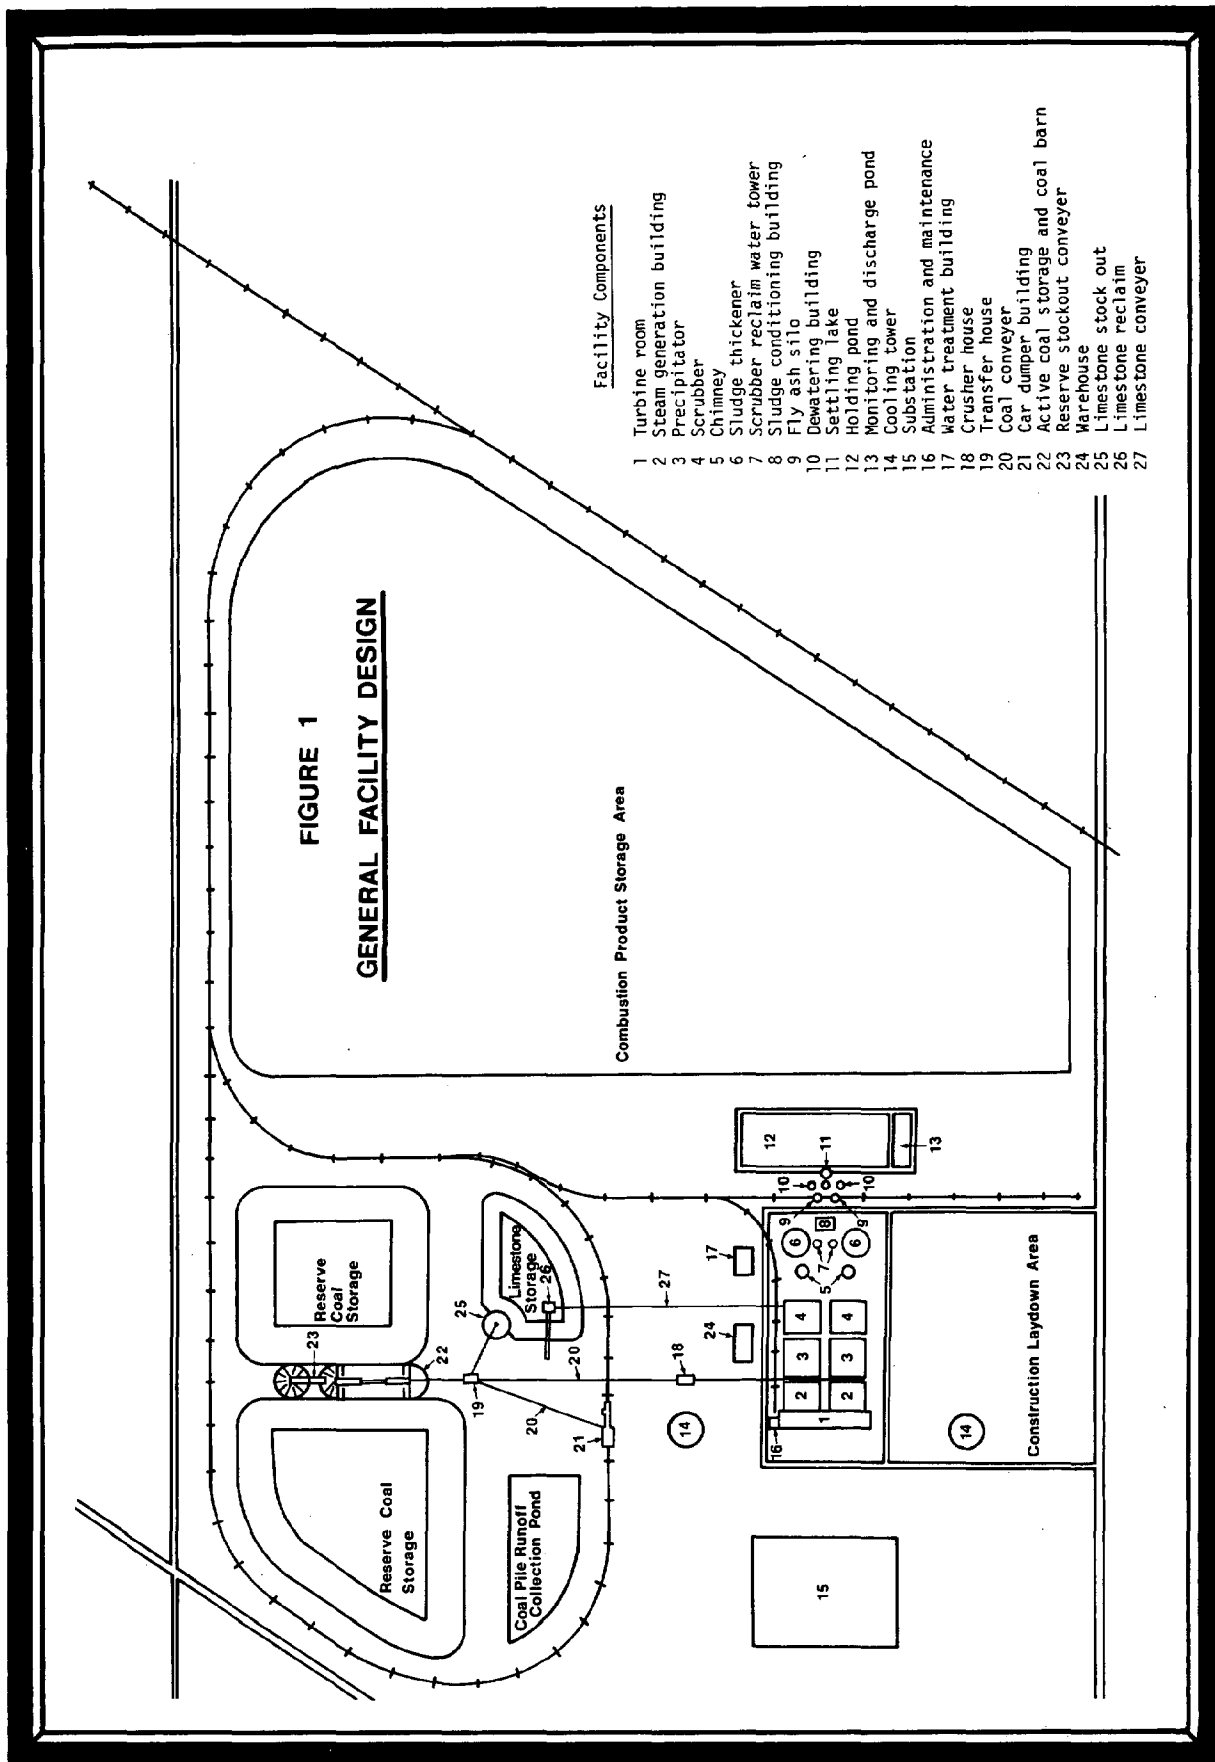 FIGURE 1
GENERAL FACILITY DESIGN
Facility Components
1 Turbine room
2 Steam generation building
3 Precipitator
4 Scrubber
5 Chimney
6 Sludge thickener
7 Scrubber reclaim water tower
8 Sludge conditioning building
9 Fly ash silo
10 Dewatering building
11 Settling lake
12 Holding pond
13 Monitoring and discharge pond
14 Cooling tower
15 Substation
16 Administration and maintenance
17 Water treatment building
18 Crusher house
19 Transfer house
20 Coal conveyer
21 Car dumper building
22 Active coal storage and coal barn
23 Reserve stockout conveyer
24 Warehouse
25 Limestone stock out
26 Limestone reclaim
27 Limestone conveyer
Reserve Coal
Storage
Reserve
Coal
Storage
23
22
Coal Pile Runoff
Collection Pond
19
20
20
21
25
Limestone
Storage
26
Combustion Product Storage Area
14
18
24
27
17
15
16
1
2
3
4
2
3
4
5
6
7
6
8
9
9
10
10
11
12
13
14
Construction Laydown Area